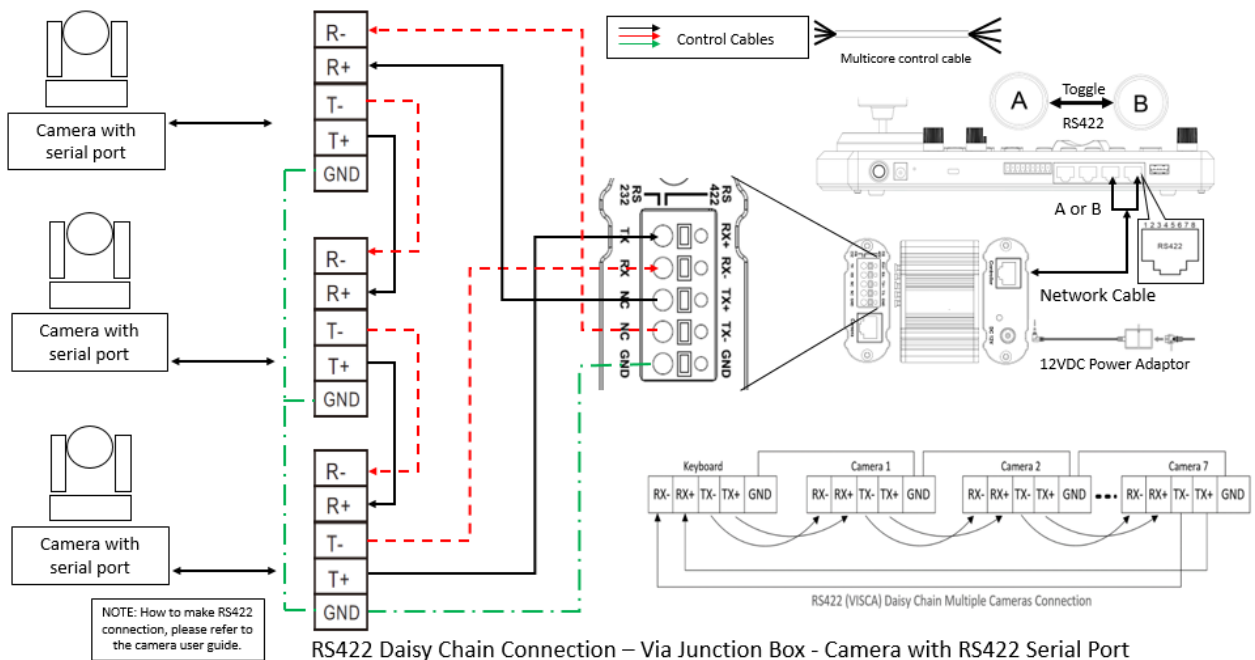 Camera with
serial port
Camera with
serial port
Camera with
serial port
NOTE: How to make RS422
connection, please refer to
the camera user guide.
R-
R+
T-
T+
GND
R-
R+
T-
T+
GND
R-
R+
T-
T+
GND
Control Cables
Multicore control cable
A
Toggle
RS422
B
A or B
1 2 3 4 5 6 7 8
RS422
Network Cable
12VDC Power Adaptor
RS
232
RS
422
TX
RX+
RX
RX-
NC
TX+
NC
TX-
GND
GND
DC 12V
Keyboard
Camera 1
Camera 2
Camera 7
RX- RX+ TX- TX+ GND
RX- RX+ TX- TX+ GND
RX- RX+ TX- TX+ GND
RX- RX+ TX- TX+ GND
RS422 (VISCA) Daisy Chain Multiple Cameras Connection
RS422 Daisy Chain Connection – Via Junction Box - Camera with RS422 Serial Port